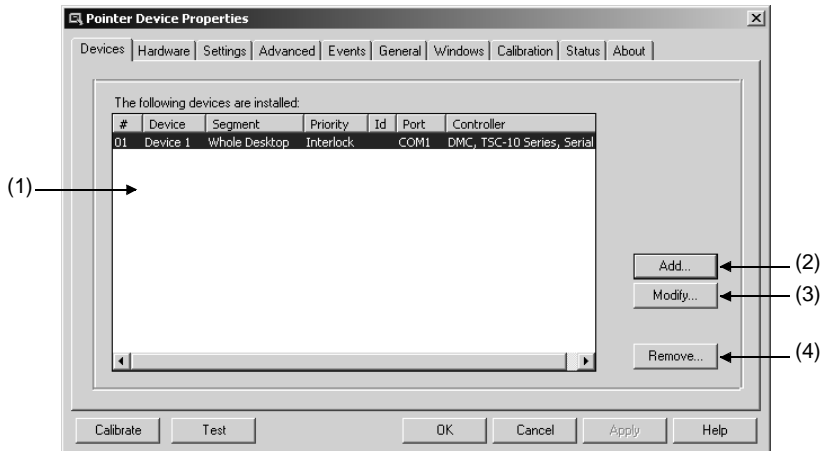 Pointer Device Properties
Devices Hardware Settings Advanced Events General Windows Calibration Status About
The following devices are installed:
# Device Segment Priority Id Port Controller
01 Device 1 Whole Desktop Interlock COM1 DMC, TSC-10 Series, Serial
(1)
Add... (2)
Modify... (3)
Remove... (4)
Calibrate Test OK Cancel Apply Help